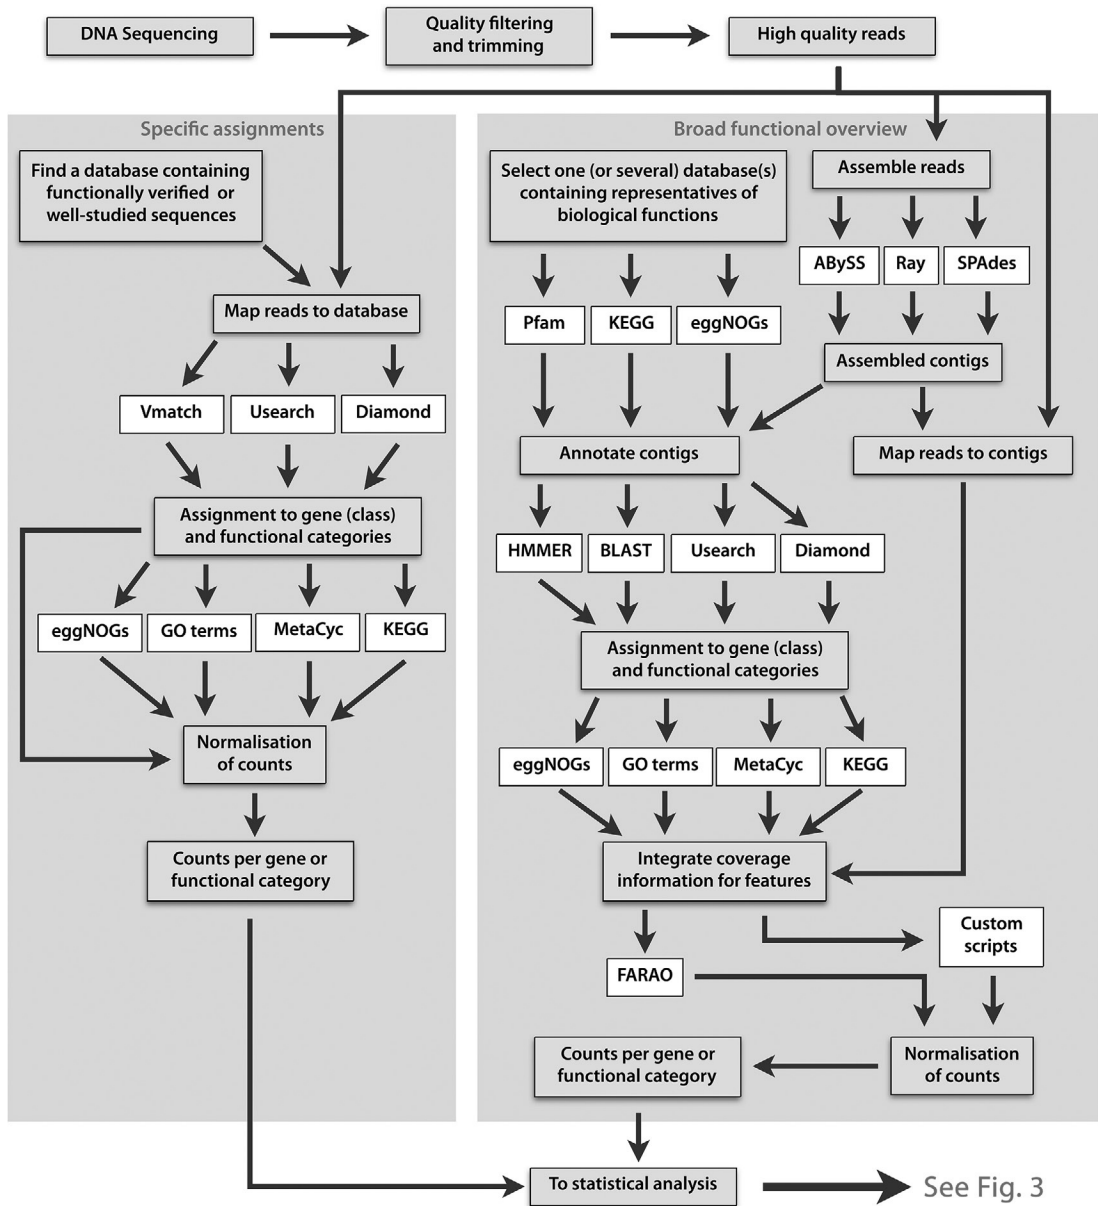 DNA Sequencing
Quality filtering
and trimming
High quality reads
Specific assignments
Find a database containing
functionally verified or
well-studied sequences
Map reads to database
Vmatch
Usearch
Diamond
Assignment to gene (class)
and functional categories
eggNOGs
GO terms
MetaCyc
KEGG
Normalisation
of counts
Counts per gene or
functional category
Broad functional overview
Select one (or several) database(s)
containing representatives of
biological functions
Assemble reads
ABySS
Ray
SPAdes
Pfam
KEGG
eggNOGs
Assembled contigs
Annotate contigs
Map reads to contigs
HMMER
BLAST
Usearch
Diamond
Assignment to gene (class)
and functional categories
eggNOGs
GO terms
MetaCyc
KEGG
Integrate coverage
information for features
Custom
scripts
FARAO
Counts per gene or
functional category
Normalisation
of counts
To statistical analysis
See Fig. 3